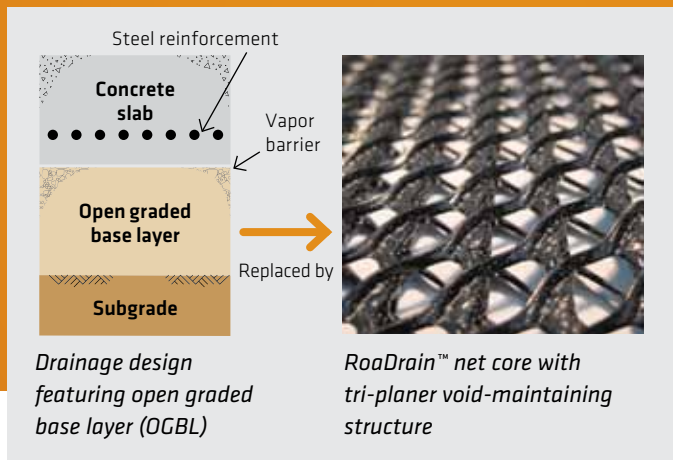 Steel reinforcement
Concrete
slab
Vapor
barrier
Open graded
base layer
Replaced by
Subgrade
Drainage design
featuring open graded
base layer (OGBL)
RoaDrain™ net core with
tri-planer void-maintaining
structure